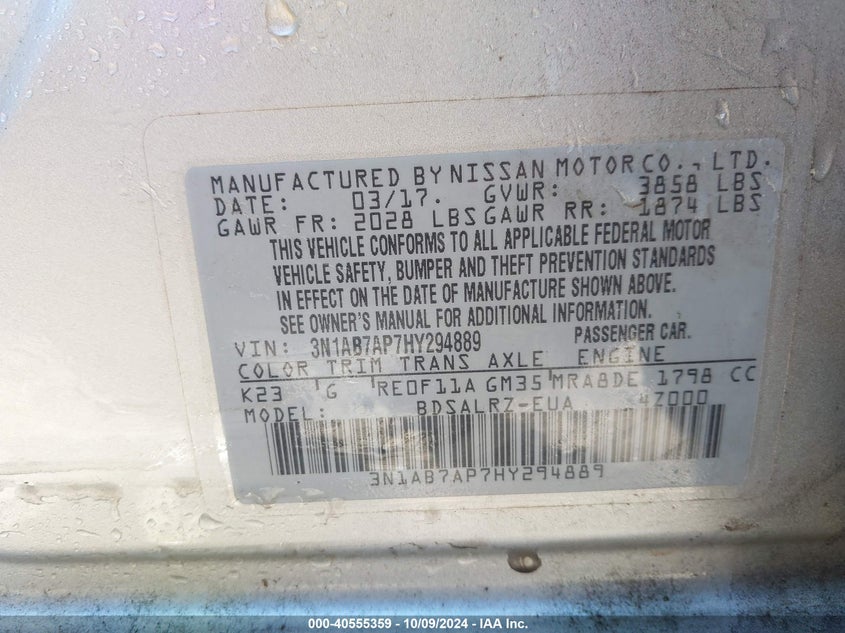 MANUFACTURED BY NISSAN MOTOR CO., LTD.
DATE: 03/17. GVWR: 3858 LBS
GAWR FR: 2028 LBS GAWR RR: 1874 LBS
THIS VEHICLE CONFORMS TO ALL APPLICABLE FEDERAL MOTOR
VEHICLE SAFETY, BUMPER AND THEFT PREVENTION STANDARDS
IN EFFECT ON THE DATE OF MANUFACTURE SHOWN ABOVE.
SEE OWNER'S MANUAL FOR ADDITIONAL INFORMATION.
VIN: 3N1AB7AP7HY294889 PASSENGER CAR.
COLOR TRIM TRANS AXLE ENGINE
K23 G RE0F11A GM35 MRA8DE 1798 CC
MODEL: BDSALRZ-EUA 4Z000
3N1AB7AP7HY294889
000-40555359 - 10/09/2024 - IAA Inc.